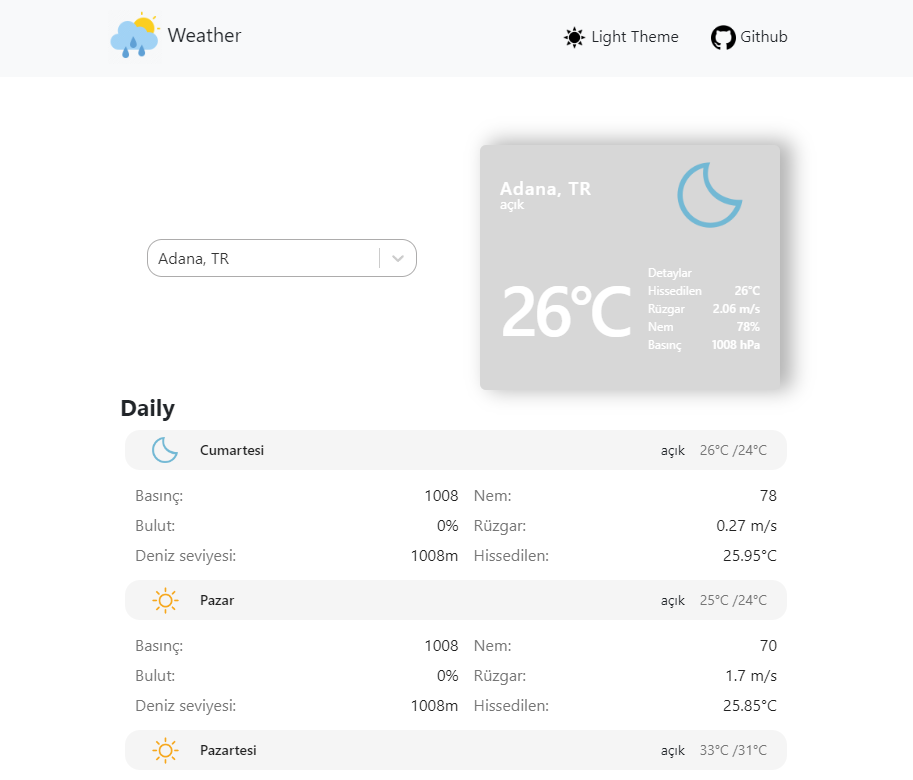 Weather
Light Theme
Github
Adana, TR
Adana, TR
açık
26°C
Detaylar
Hissedilen 26°C
Rüzgar 2.06 m/s
Nem 78%
Basınç 1008 hPa
Daily
Cumartesi açık 26°C /24°C
Basınç: 1008 Nem: 78
Bulut: 0% Rüzgar: 0.27 m/s
Deniz seviyesi: 1008m Hissedilen: 25.95°C
Pazar açık 25°C /24°C
Basınç: 1008 Nem: 70
Bulut: 0% Rüzgar: 1.7 m/s
Deniz seviyesi: 1008m Hissedilen: 25.85°C
Pazartesi açık 33°C /31°C